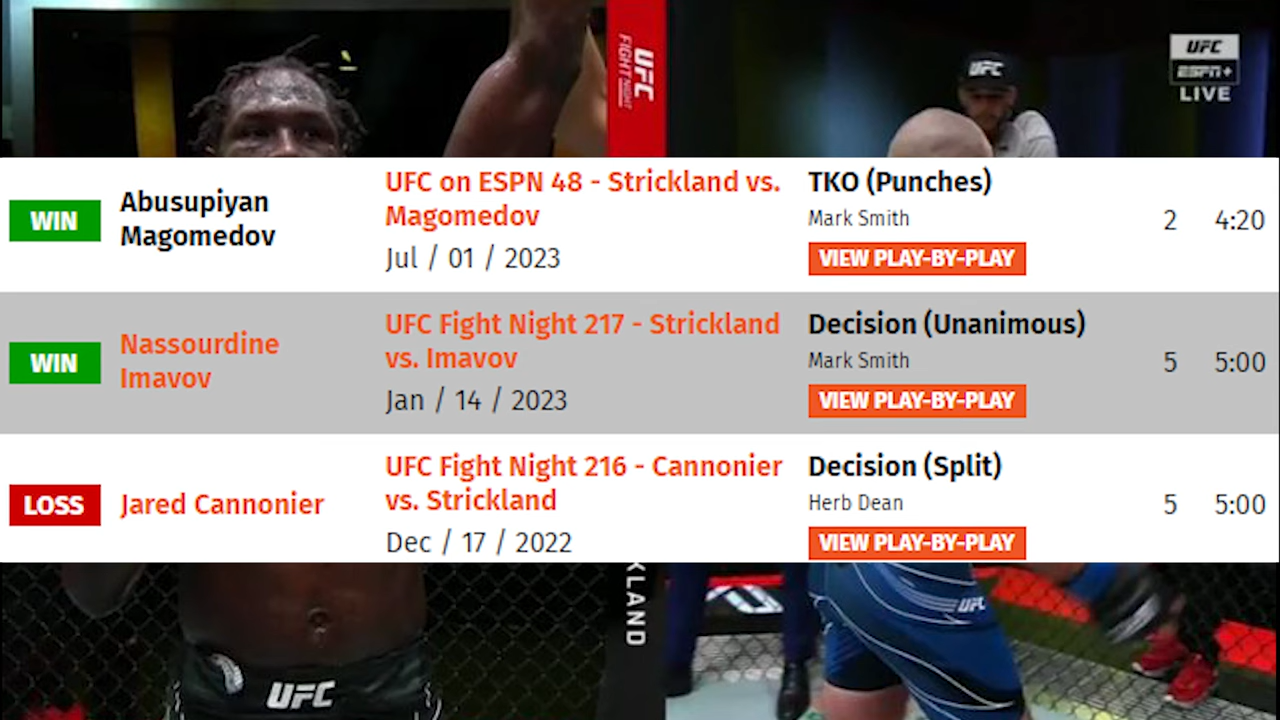 UFC
FIGHT NIGHT
UFC
UFC
ESPN+
LIVE
WIN
Abusupiyan
Magomedov
UFC on ESPN 48 - Strickland vs.
Magomedov
Jul / 01 / 2023
TKO (Punches)
Mark Smith
VIEW PLAY-BY-PLAY
2
4:20
WIN
Nassourdine
Imavov
UFC Fight Night 217 - Strickland
vs. Imavov
Jan / 14 / 2023
Decision (Unanimous)
Mark Smith
VIEW PLAY-BY-PLAY
5
5:00
LOSS
Jared Cannonier
UFC Fight Night 216 - Cannonier
vs. Strickland
Dec / 17 / 2022
Decision (Split)
Herb Dean
VIEW PLAY-BY-PLAY
5
5:00
KLAND
UFC
UFC